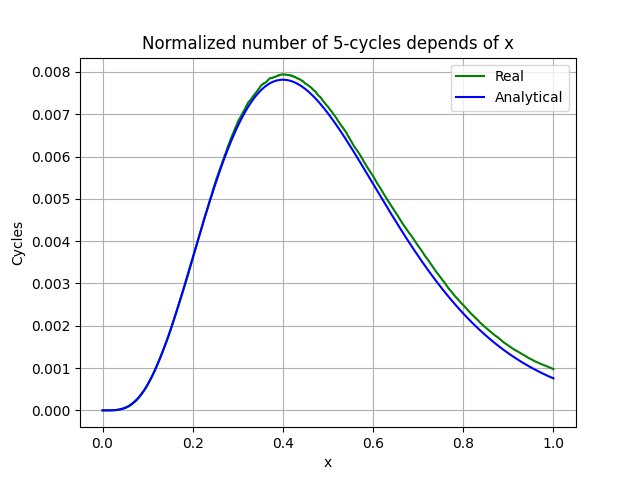 Normalized number of 5-cycles depends of x
Real
Analytical
0.008
0.007
0.006
0.005
0.004
0.003
0.002
0.001
0.000
Cycles
0.0 0.2 0.4 0.6 0.8 1.0
x